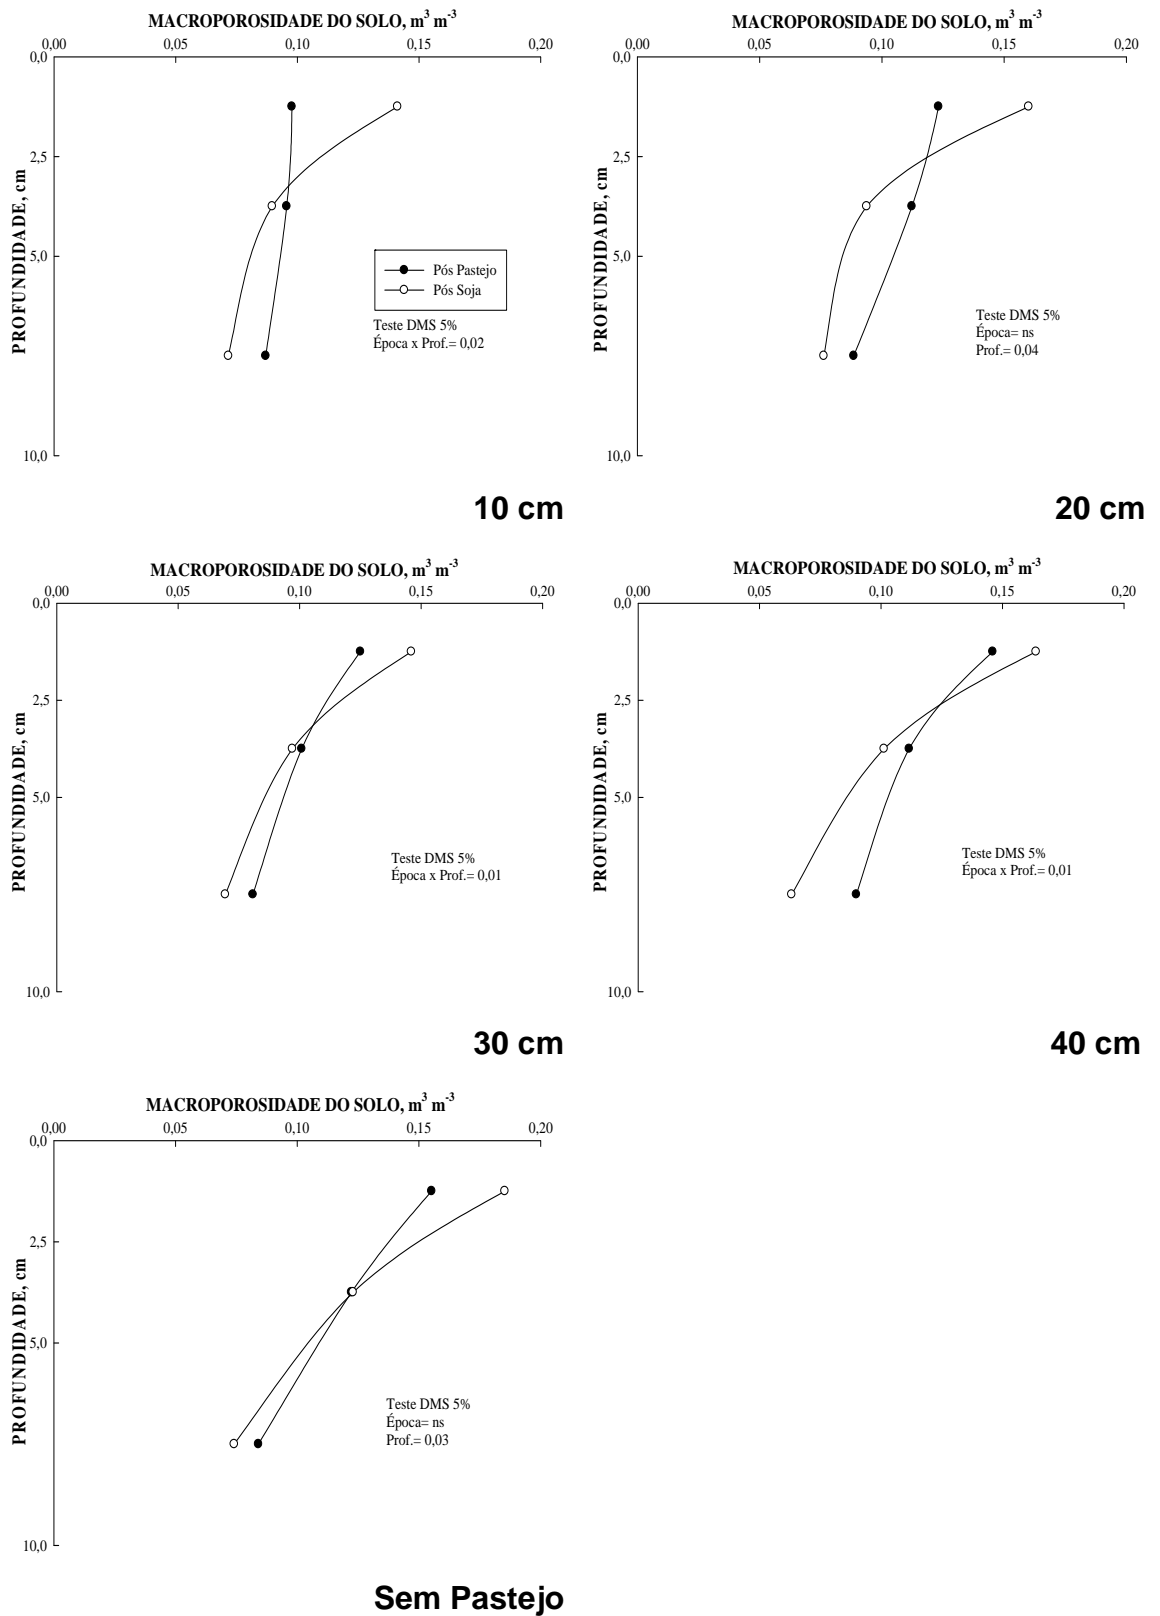 MACROPOROSIDADE DO SOLO, m³ m⁻³
0,00 0,05 0,10 0,15 0,20
0,0
2,5
5,0
10,0
PROFUNDIDADE, cm
Pós Pastejo
Pós Soja
Teste DMS 5%
Época x Prof.= 0,02
10 cm
MACROPOROSIDADE DO SOLO, m³ m⁻³
0,00 0,05 0,10 0,15 0,20
0,0
2,5
5,0
10,0
PROFUNDIDADE, cm
Teste DMS 5%
Época= ns
Prof.= 0,04
20 cm
MACROPOROSIDADE DO SOLO, m³ m⁻³
0,00 0,05 0,10 0,15 0,20
0,0
2,5
5,0
10,0
PROFUNDIDADE, cm
Teste DMS 5%
Época x Prof.= 0,01
30 cm
MACROPOROSIDADE DO SOLO, m³ m⁻³
0,00 0,05 0,10 0,15 0,20
0,0
2,5
5,0
10,0
PROFUNDIDADE, cm
Teste DMS 5%
Época x Prof.= 0,01
40 cm
MACROPOROSIDADE DO SOLO, m³ m⁻³
0,00 0,05 0,10 0,15 0,20
0,0
2,5
5,0
10,0
PROFUNDIDADE, cm
Teste DMS 5%
Época= ns
Prof.= 0,03
Sem Pastejo